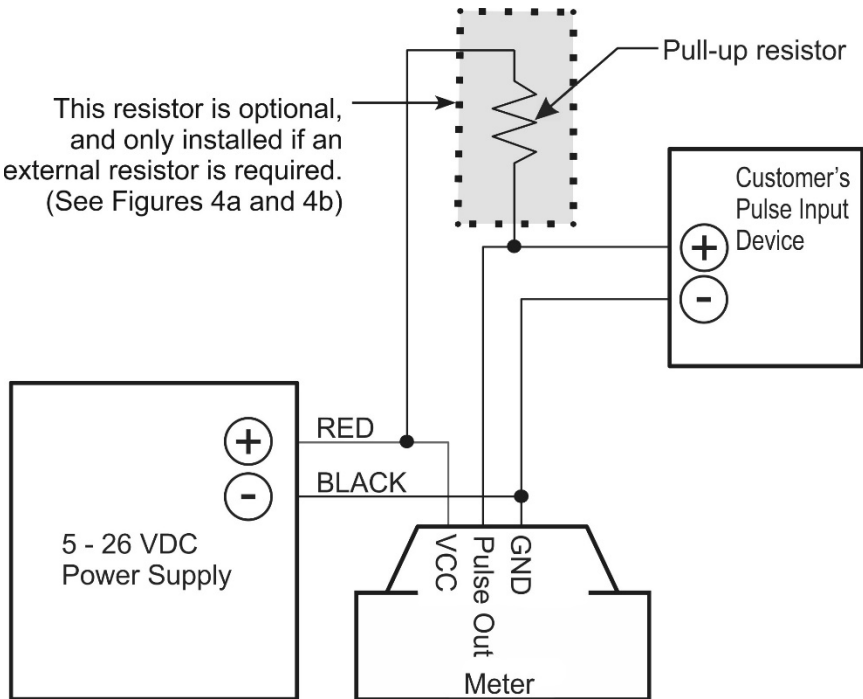 Pull-up resistor
This resistor is optional,
and only installed if an
external resistor is required.
(See Figures 4a and 4b)
Customer's
Pulse Input
Device
+
-
RED
BLACK
+
-
5 - 26 VDC
Power Supply
VCC
Pulse Out
GND
Meter